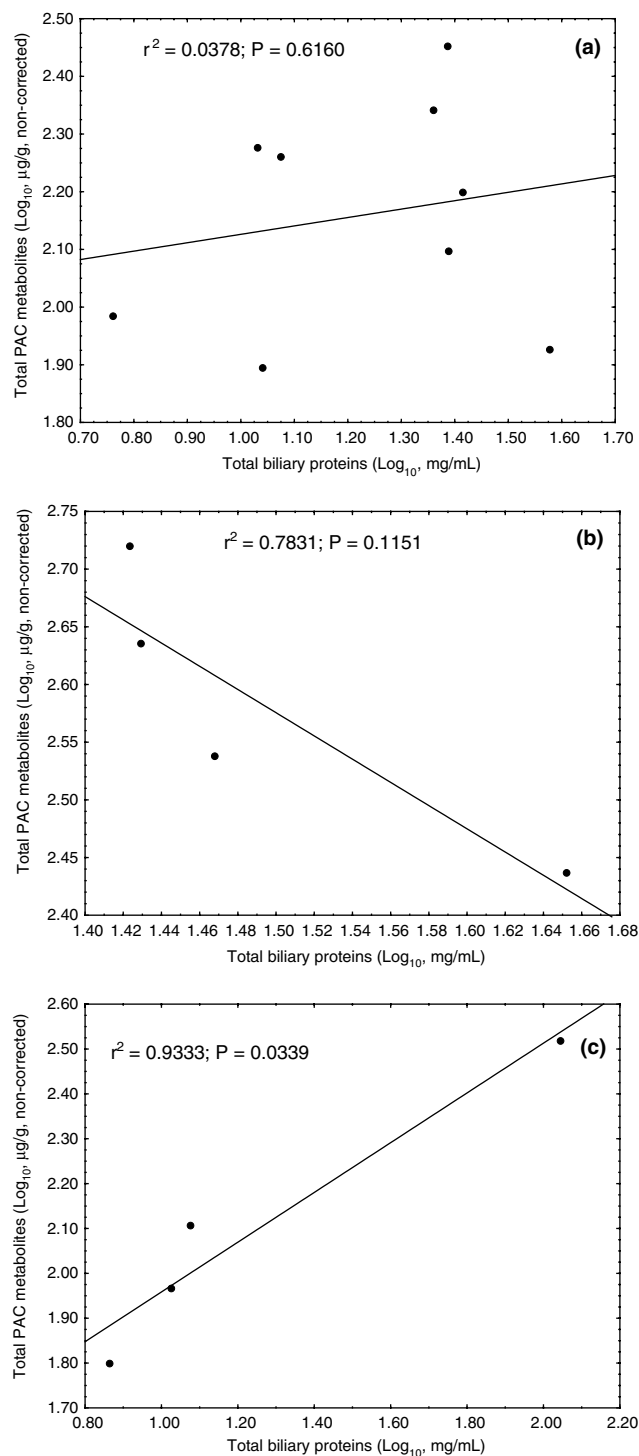 r² = 0.0378; P = 0.6160
(a)
Total PAC metabolites (Log₁₀, µg/g, non-corrected)
2.50
2.40
2.30
2.20
2.10
2.00
1.90
1.80
0.70 0.80 0.90 1.00 1.10 1.20 1.30 1.40 1.50 1.60 1.70
Total biliary proteins (Log₁₀, mg/mL)
r² = 0.7831; P = 0.1151
(b)
Total PAC metabolites (Log₁₀, µg/g, non-corrected)
2.75
2.70
2.65
2.60
2.55
2.50
2.45
2.40
1.40 1.42 1.44 1.46 1.48 1.50 1.52 1.54 1.56 1.58 1.60 1.62 1.64 1.66 1.68
Total biliary proteins (Log₁₀, mg/mL)
r² = 0.9333; P = 0.0339
(c)
Total PAC metabolites (Log₁₀, µg/g, non-corrected)
2.60
2.50
2.40
2.30
2.20
2.10
2.00
1.90
1.80
1.70
0.80 1.00 1.20 1.40 1.60 1.80 2.00 2.20
Total biliary proteins (Log₁₀, mg/mL)